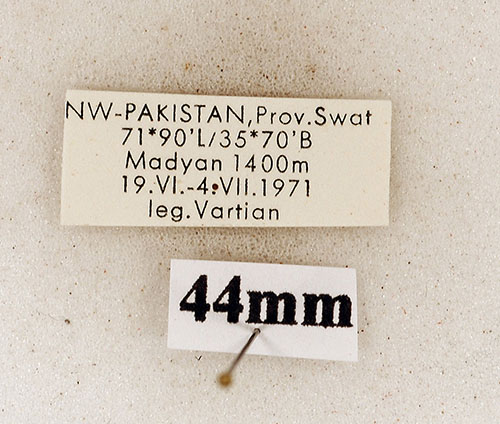 NW-PAKISTAN,Prov.Swat
71*90'L/35*70'B
Madyan 1400m
19.VI.-4.VII.1971
leg.Vartian
44mm